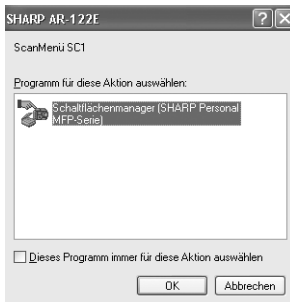 SHARP AR-122E
ScanMenü SC1
Programm für diese Aktion auswählen:
Schaltflächenmanager (SHARP Personal
MFP-Serie)
Dieses Programm immer für diese Aktion auswählen
OK
Abbrechen